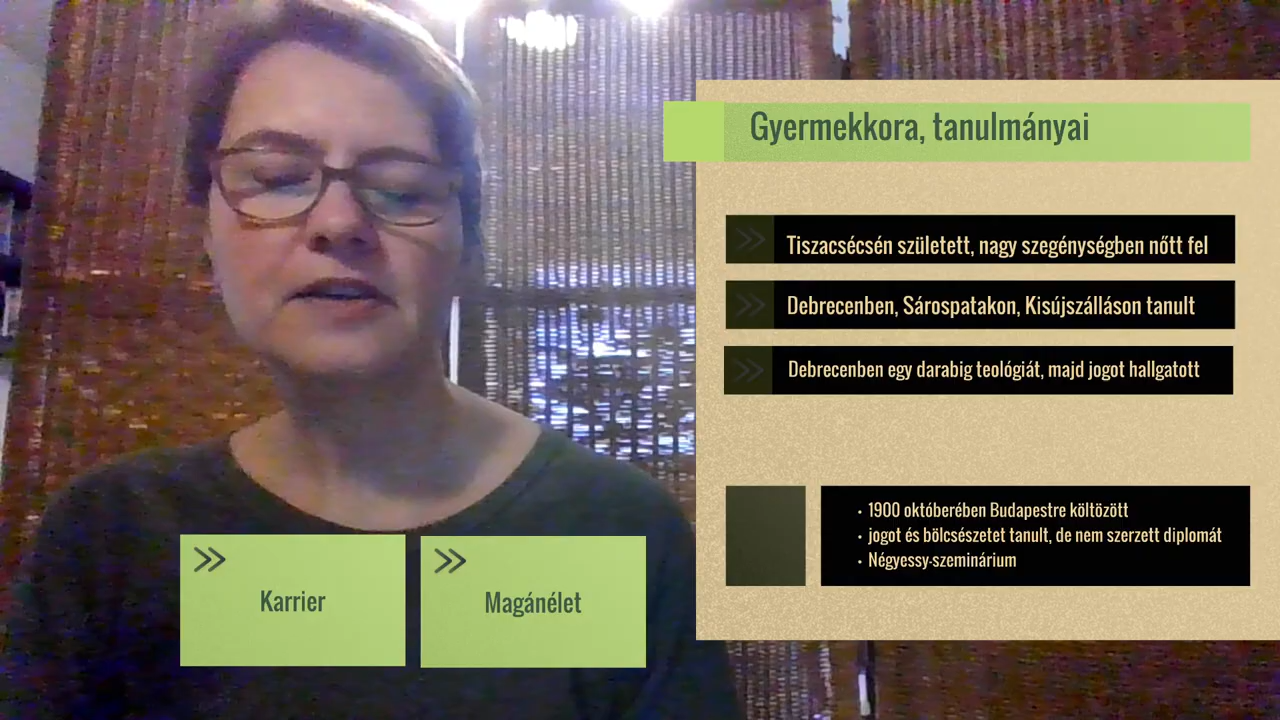 Gyermekkora, tanulmányai
Tiszacsécsén született, nagy szegénységben nőtt fel
Debrecenben, Sárospatakon, Kisújszálláson tanult
Debrecenben egy darabig teológiát, majd jogot hallgatott
• 1900 októberében Budapestre költözött
• jogot és bölcsészetet tanult, de nem szerzett diplomát
• Négyessy-szeminárium
Karrier
Magánélet